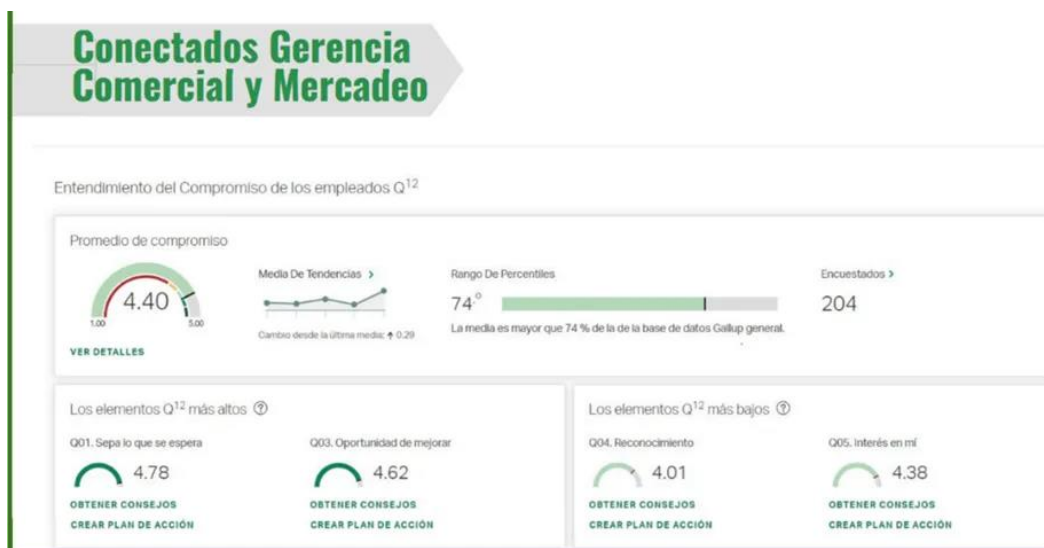 Conectados Gerencia
Comercial y Mercadeo
Entendimiento del Compromiso de los empleados Q12
Promedio de compromiso
4.40
1.00
5.00
VER DETALLES
Media De Tendencias >
Cambio desde la última media: ↑ 0.29
Rango De Percentiles
74.º
La media es mayor que 74 % de la de la base de datos Gallup general.
Encuestados >
204
Los elementos Q12 más altos ?
Q01. Sepa lo que se espera
4.78
OBTENER CONSEJOS
CREAR PLAN DE ACCIÓN
Q03. Oportunidad de mejorar
4.62
OBTENER CONSEJOS
CREAR PLAN DE ACCIÓN
Los elementos Q12 más bajos ?
Q04. Reconocimiento
4.01
OBTENER CONSEJOS
CREAR PLAN DE ACCIÓN
Q05. Interés en mí
4.38
OBTENER CONSEJOS
CREAR PLAN DE ACCIÓN